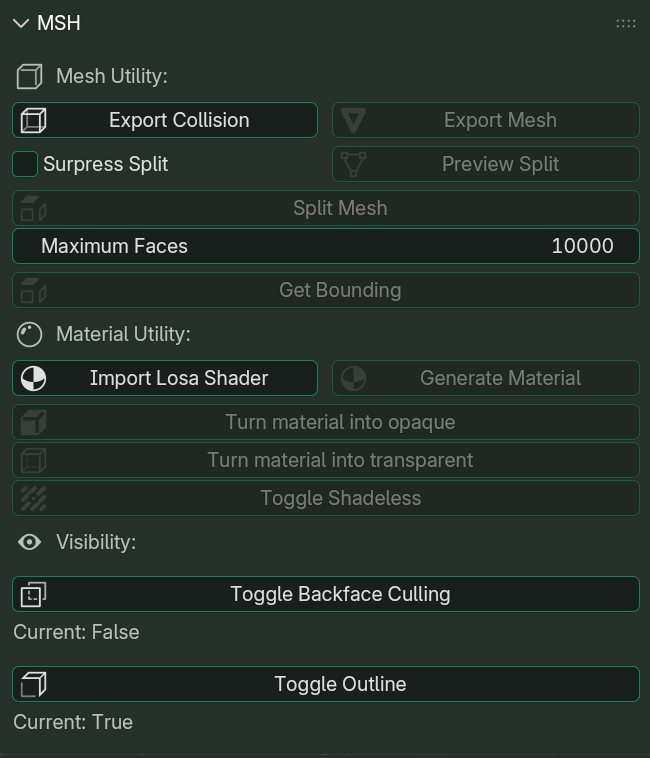 MSH
Mesh Utility:
Export Collision
Export Mesh
Surpress Split
Preview Split
Split Mesh
Maximum Faces 10000
Get Bounding
Material Utility:
Import Losa Shader
Generate Material
Turn material into opaque
Turn material into transparent
Toggle Shadeless
Visibility:
Toggle Backface Culling
Current: False
Toggle Outline
Current: True